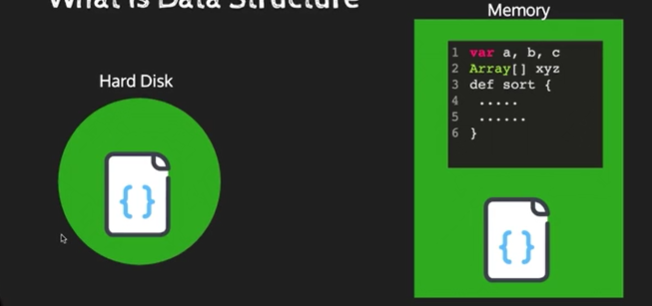 What is Data Structure
Memory
Hard Disk
1 var a, b, c
2 Array[] xyz
3 def sort {
4 .....
5 ......
6 }
{ }
{ }